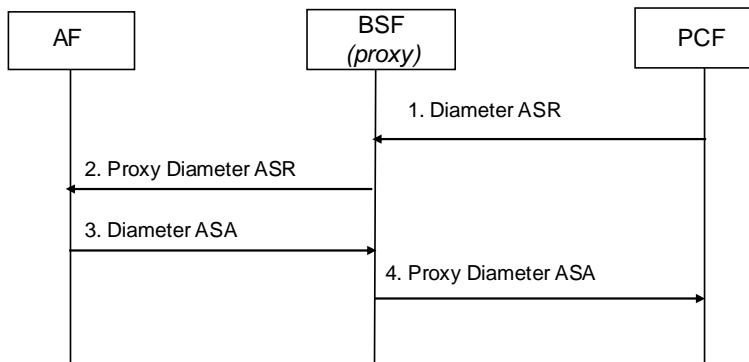 AF
BSF
(proxy)
PCF
1. Diameter ASR
2. Proxy Diameter ASR
3. Diameter ASA
4. Proxy Diameter ASA